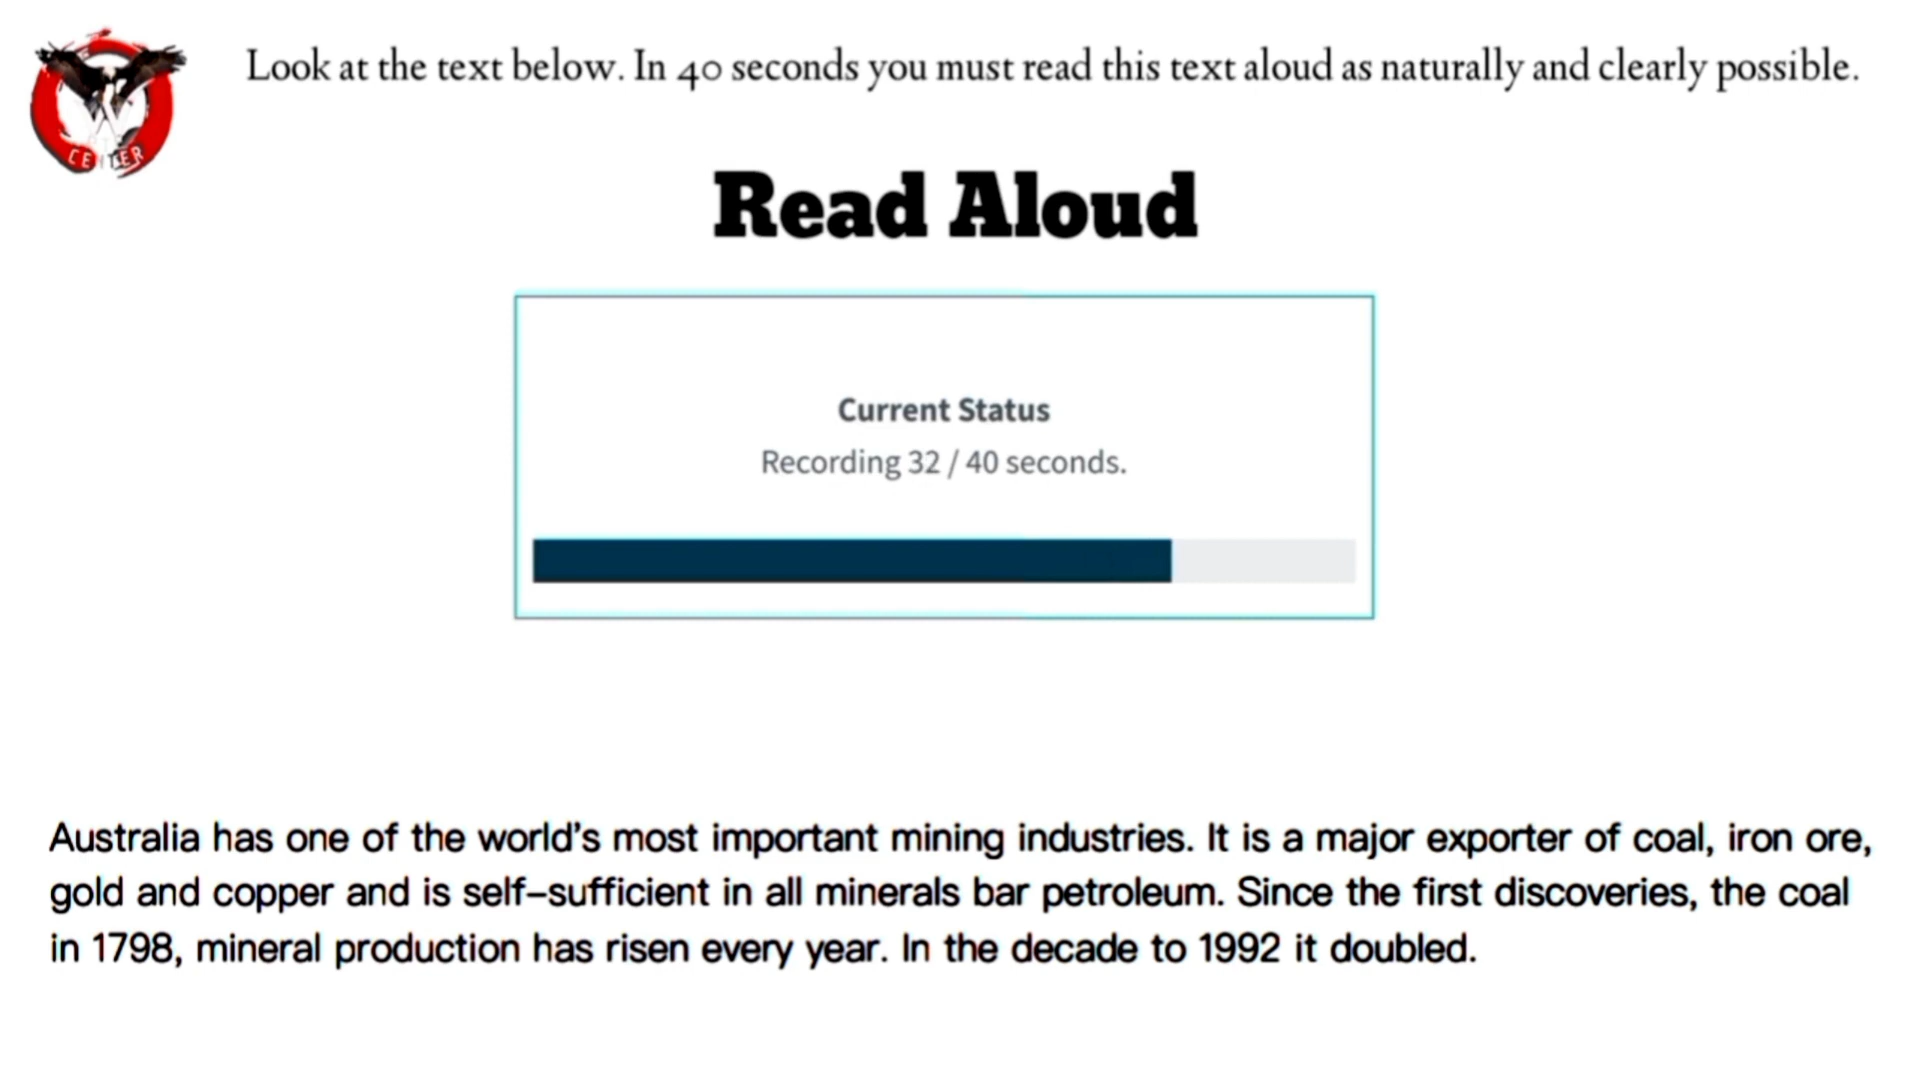 Look at the text below. In 40 seconds you must read this text aloud as naturally and clearly possible.
CENTER
Read Aloud
Current Status
Recording 32 / 40 seconds.
Australia has one of the world's most important mining industries. It is a major exporter of coal, iron ore,
gold and copper and is self–sufficient in all minerals bar petroleum. Since the first discoveries, the coal
in 1798, mineral production has risen every year. In the decade to 1992 it doubled.